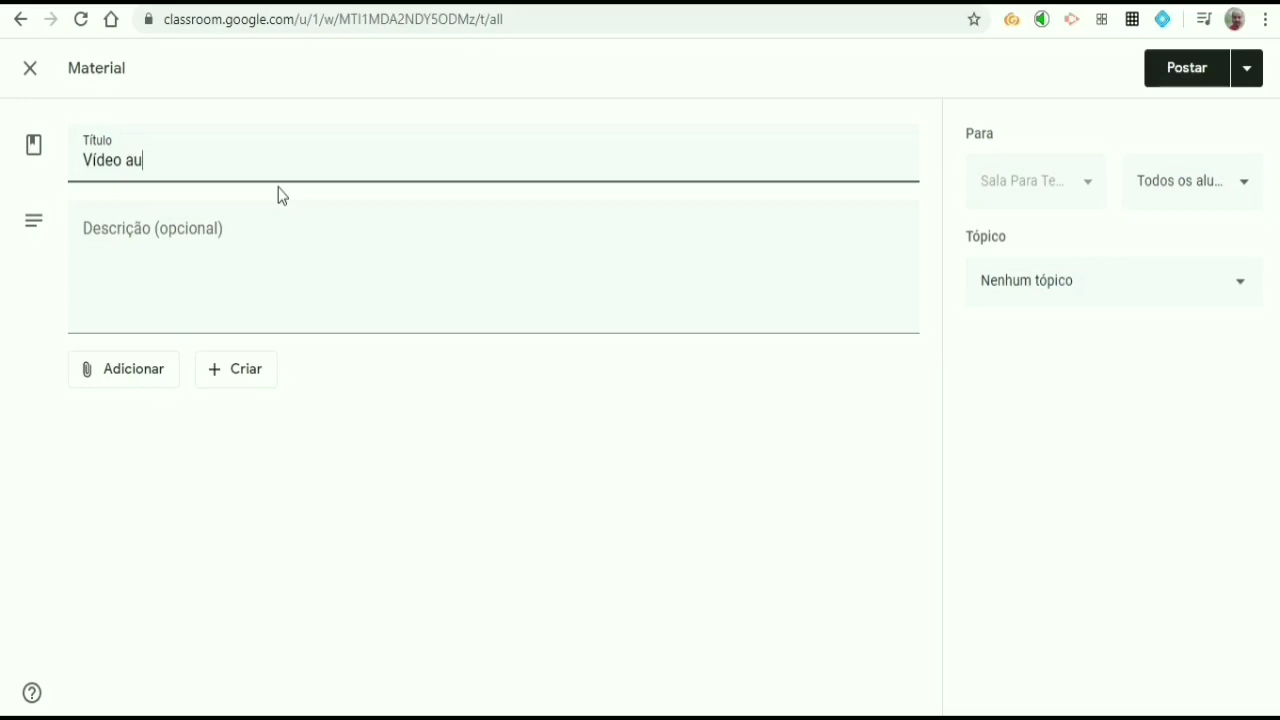 classroom.google.com/u/1/w/MTI1MDA2NDY5ODMz/t/all
Material
Postar
Título
Vídeo au
Descrição (opcional)
Adicionar
Criar
Para
Sala Para Te...
Todos os alu...
Tópico
Nenhum tópico